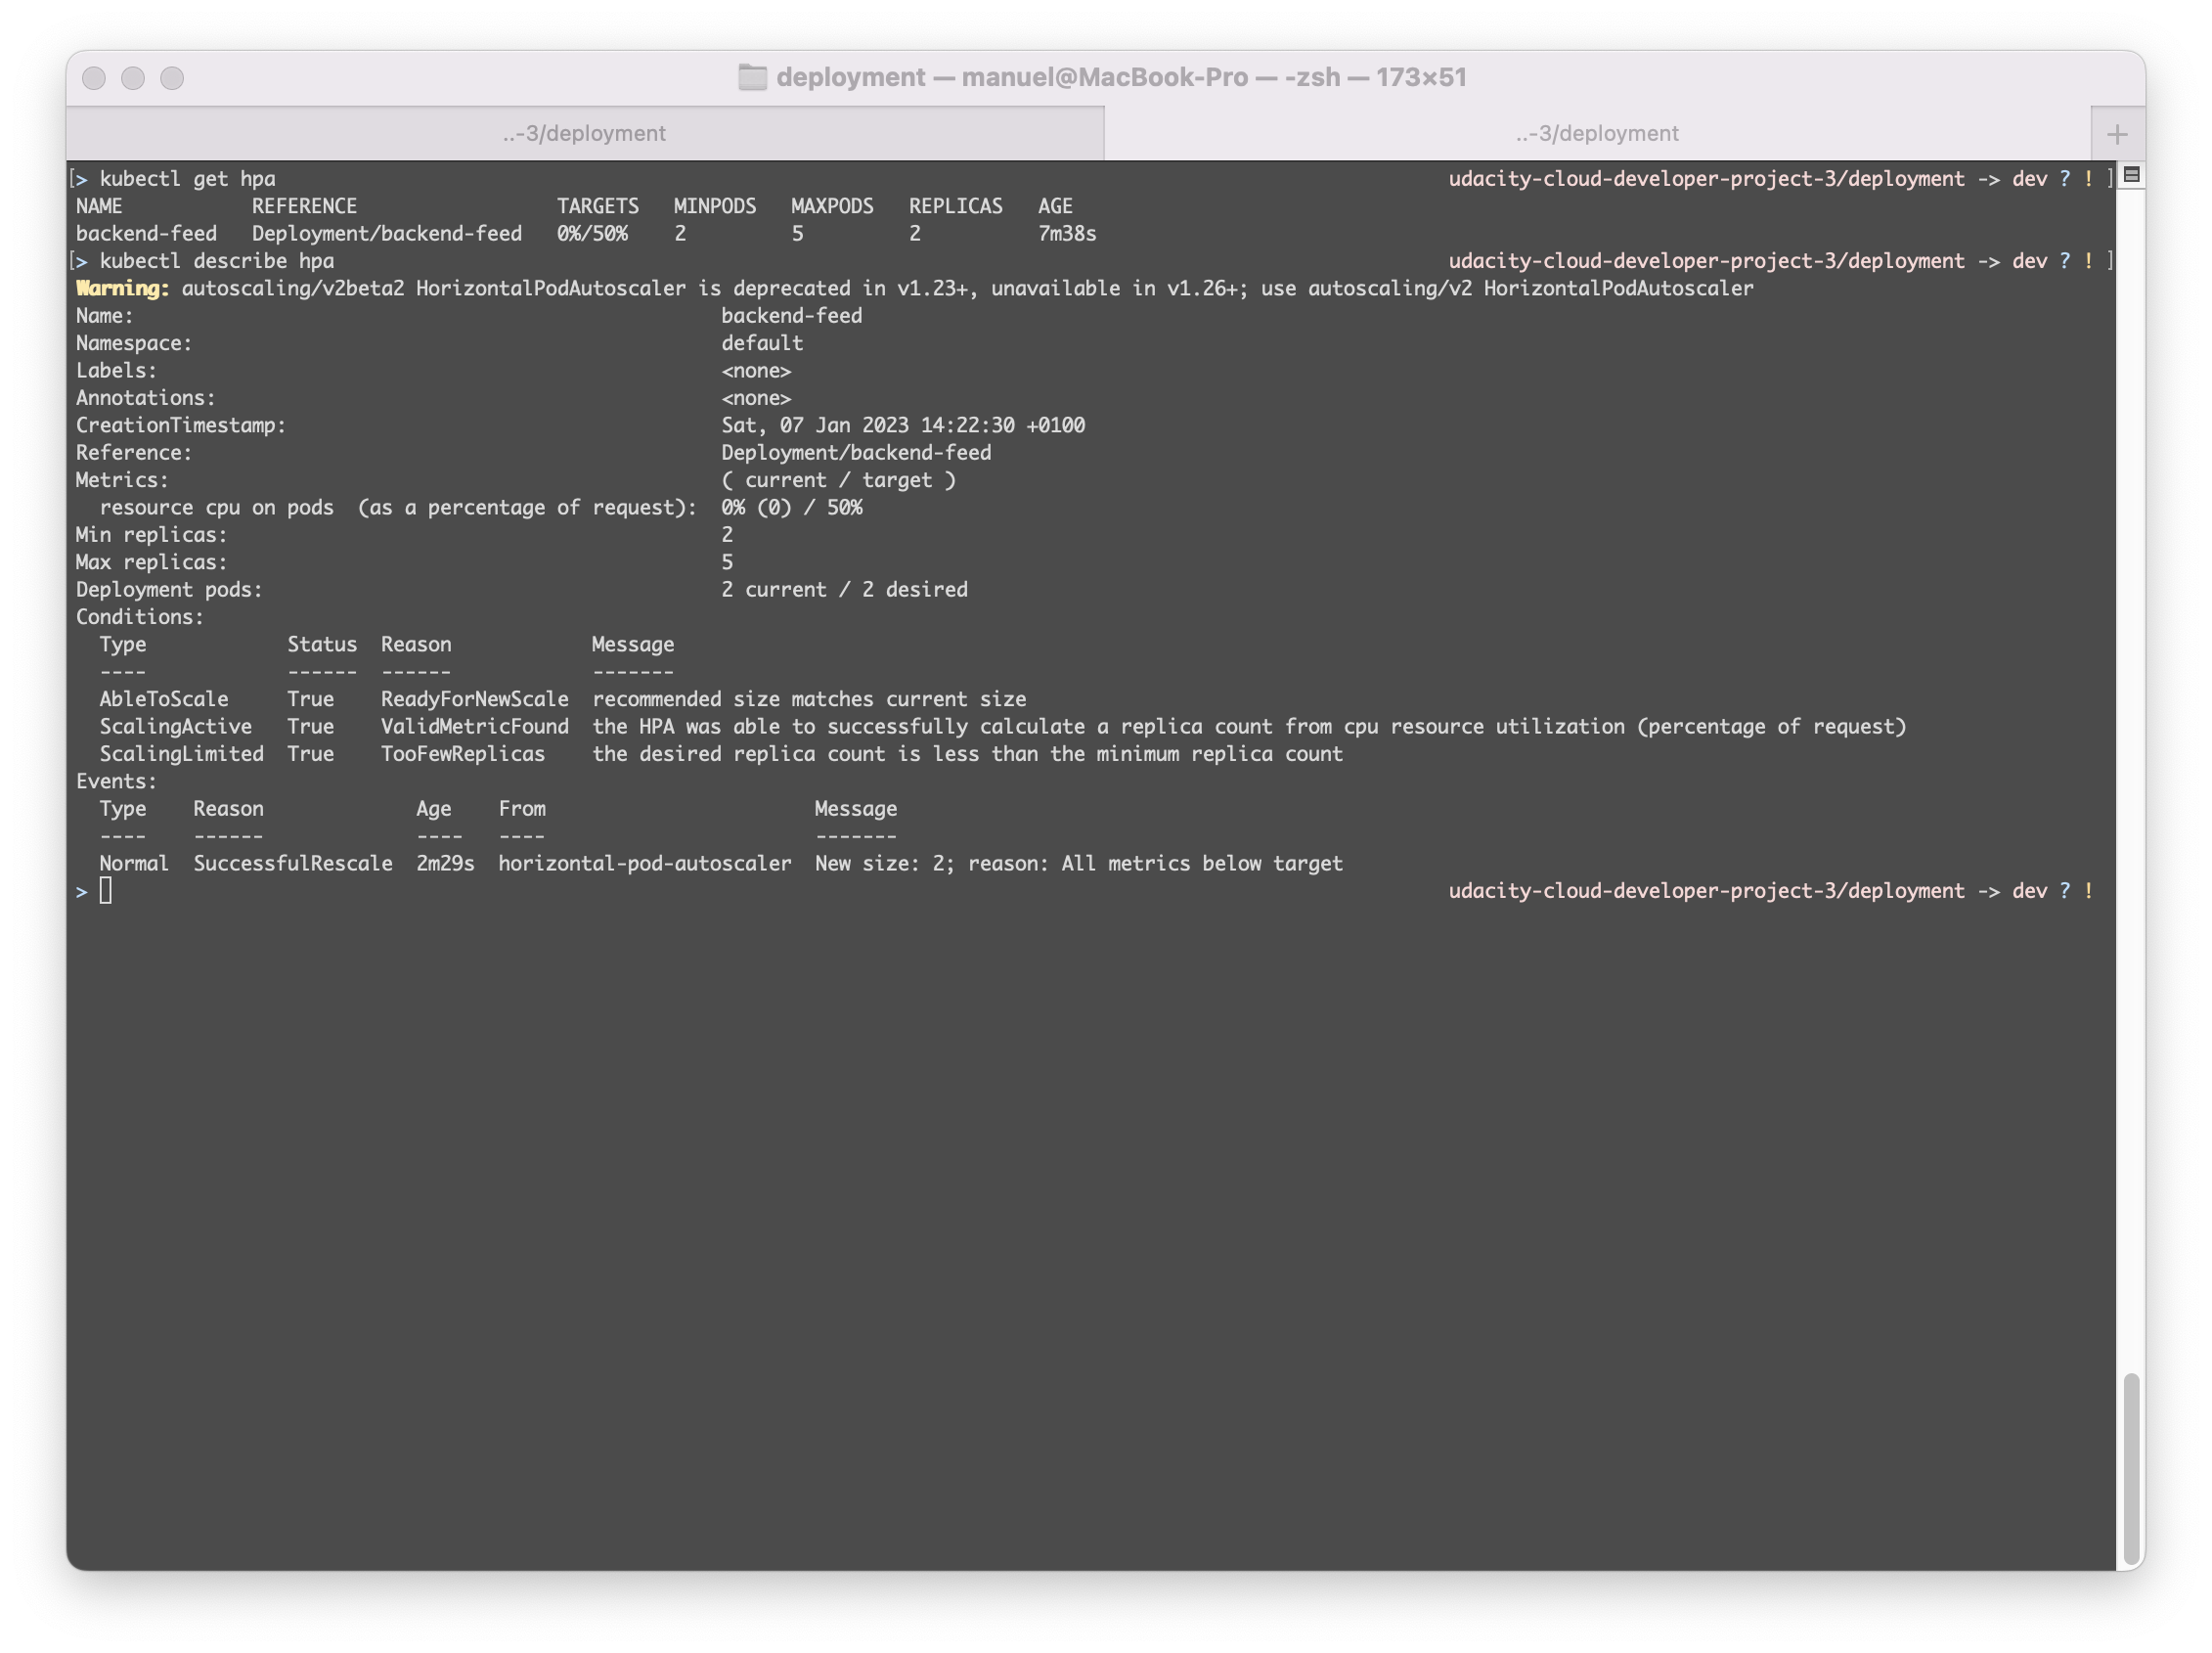 deployment — manuel@MacBook-Pro — -zsh — 173×51
..-3/deployment ..-3/deployment +
[> kubectl get hpa udacity-cloud-developer-project-3/deployment -> dev ? ! ]
NAME REFERENCE TARGETS MINPODS MAXPODS REPLICAS AGE
backend-feed Deployment/backend-feed 0%/50% 2 5 2 7m38s
[> kubectl describe hpa udacity-cloud-developer-project-3/deployment -> dev ? ! ]
Warning: autoscaling/v2beta2 HorizontalPodAutoscaler is deprecated in v1.23+, unavailable in v1.26+; use autoscaling/v2 HorizontalPodAutoscaler
Name: backend-feed
Namespace: default
Labels: <none>
Annotations: <none>
CreationTimestamp: Sat, 07 Jan 2023 14:22:30 +0100
Reference: Deployment/backend-feed
Metrics: ( current / target )
resource cpu on pods (as a percentage of request): 0% (0) / 50%
Min replicas: 2
Max replicas: 5
Deployment pods: 2 current / 2 desired
Conditions:
Type Status Reason Message
---- ------ ------ -------
AbleToScale True ReadyForNewScale recommended size matches current size
ScalingActive True ValidMetricFound the HPA was able to successfully calculate a replica count from cpu resource utilization (percentage of request)
ScalingLimited True TooFewReplicas the desired replica count is less than the minimum replica count
Events:
Type Reason Age From Message
---- ------ ---- ---- -------
Normal SuccessfulRescale 2m29s horizontal-pod-autoscaler New size: 2; reason: All metrics below target
> udacity-cloud-developer-project-3/deployment -> dev ? !